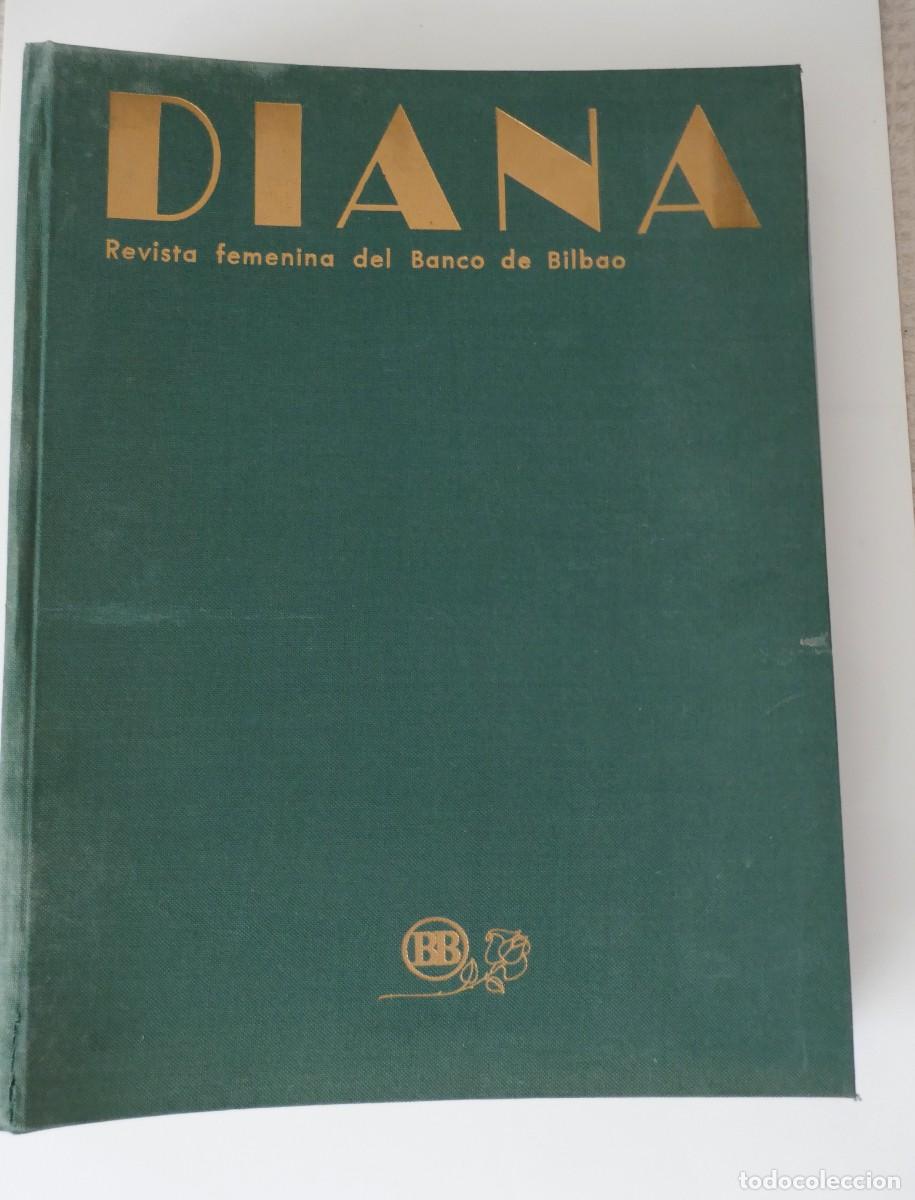 DIANA
Revista femenina del Banco de Bilbao
BB
todocoleccion